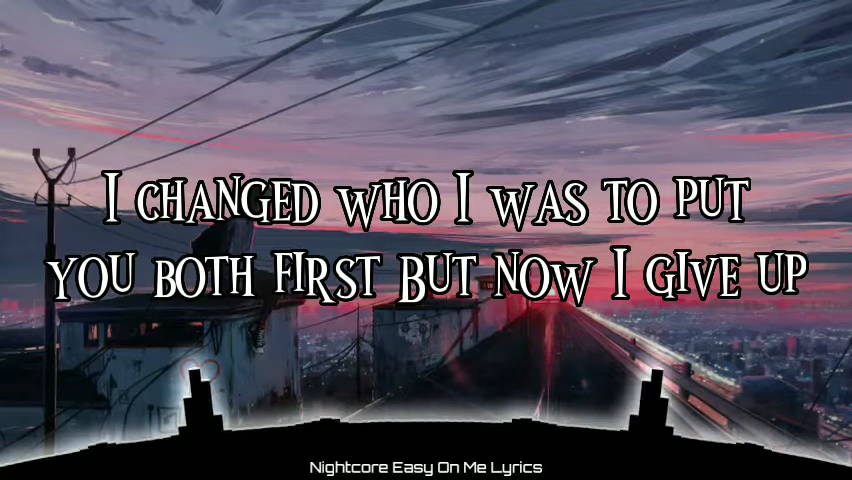 I CHANGED WHO I WAS TO PUT
YOU BOTH FIRST BUT NOW I GIVE UP
Nightcore Easy On Me Lyrics